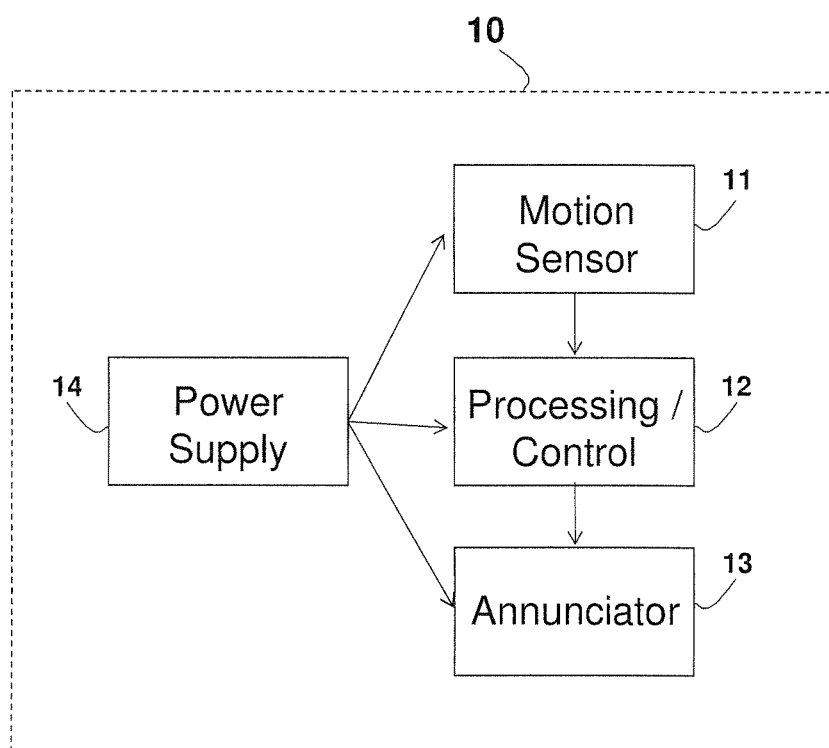 10
11
Motion
Sensor
14
Power
Supply
12
Processing /
Control
13
Annunciator